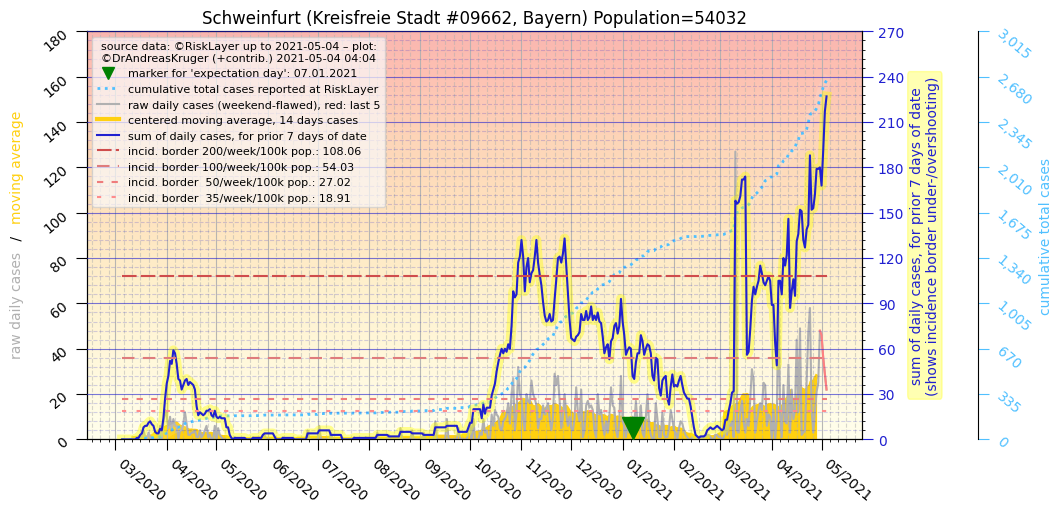 Schweinfurt (Kreisfreie Stadt #09662, Bayern) Population=54032
source data: ©RiskLayer up to 2021-05-04 – plot:
©DrAndreasKruger (+contrib.) 2021-05-04 04:04
marker for 'expectation day': 07.01.2021
cumulative total cases reported at RiskLayer
raw daily cases (weekend-flawed), red: last 5
centered moving average, 14 days cases
sum of daily cases, for prior 7 days of date
incid. border 200/week/100k pop.: 108.06
incid. border 100/week/100k pop.: 54.03
incid. border  50/week/100k pop.: 27.02
incid. border  35/week/100k pop.: 18.91
raw daily cases / moving average
180
160
140
120
100
80
60
40
20
0
03/2020
04/2020
05/2020
06/2020
07/2020
08/2020
09/2020
10/2020
11/2020
12/2020
01/2021
02/2021
03/2021
04/2021
05/2021
270
240
210
180
150
120
90
60
30
0
sum of daily cases, for prior 7 days of date
(shows incidence border under-/overshooting)
3,015
2,680
2,345
2,010
1,675
1,340
1,005
670
335
0
cumulative total cases